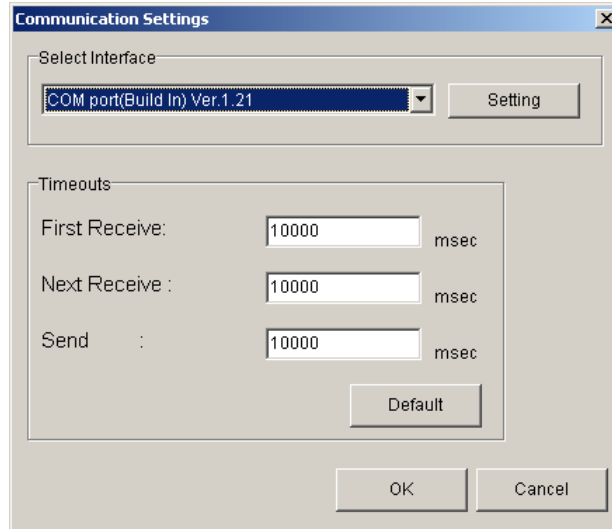 Communication Settings
Select Interface
COM port(Build In) Ver.1.21
Setting
Timeouts
First Receive: 10000 msec
Next Receive : 10000 msec
Send : 10000 msec
Default
OK Cancel